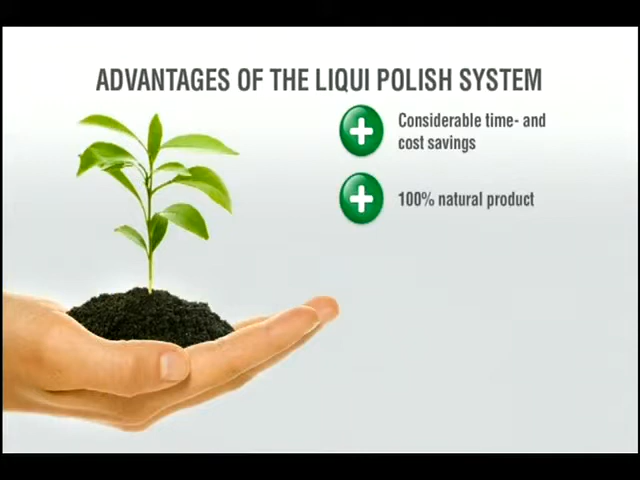 ADVANTAGES OF THE LIQUI POLISH SYSTEM
Considerable time- and
cost savings
100% natural product